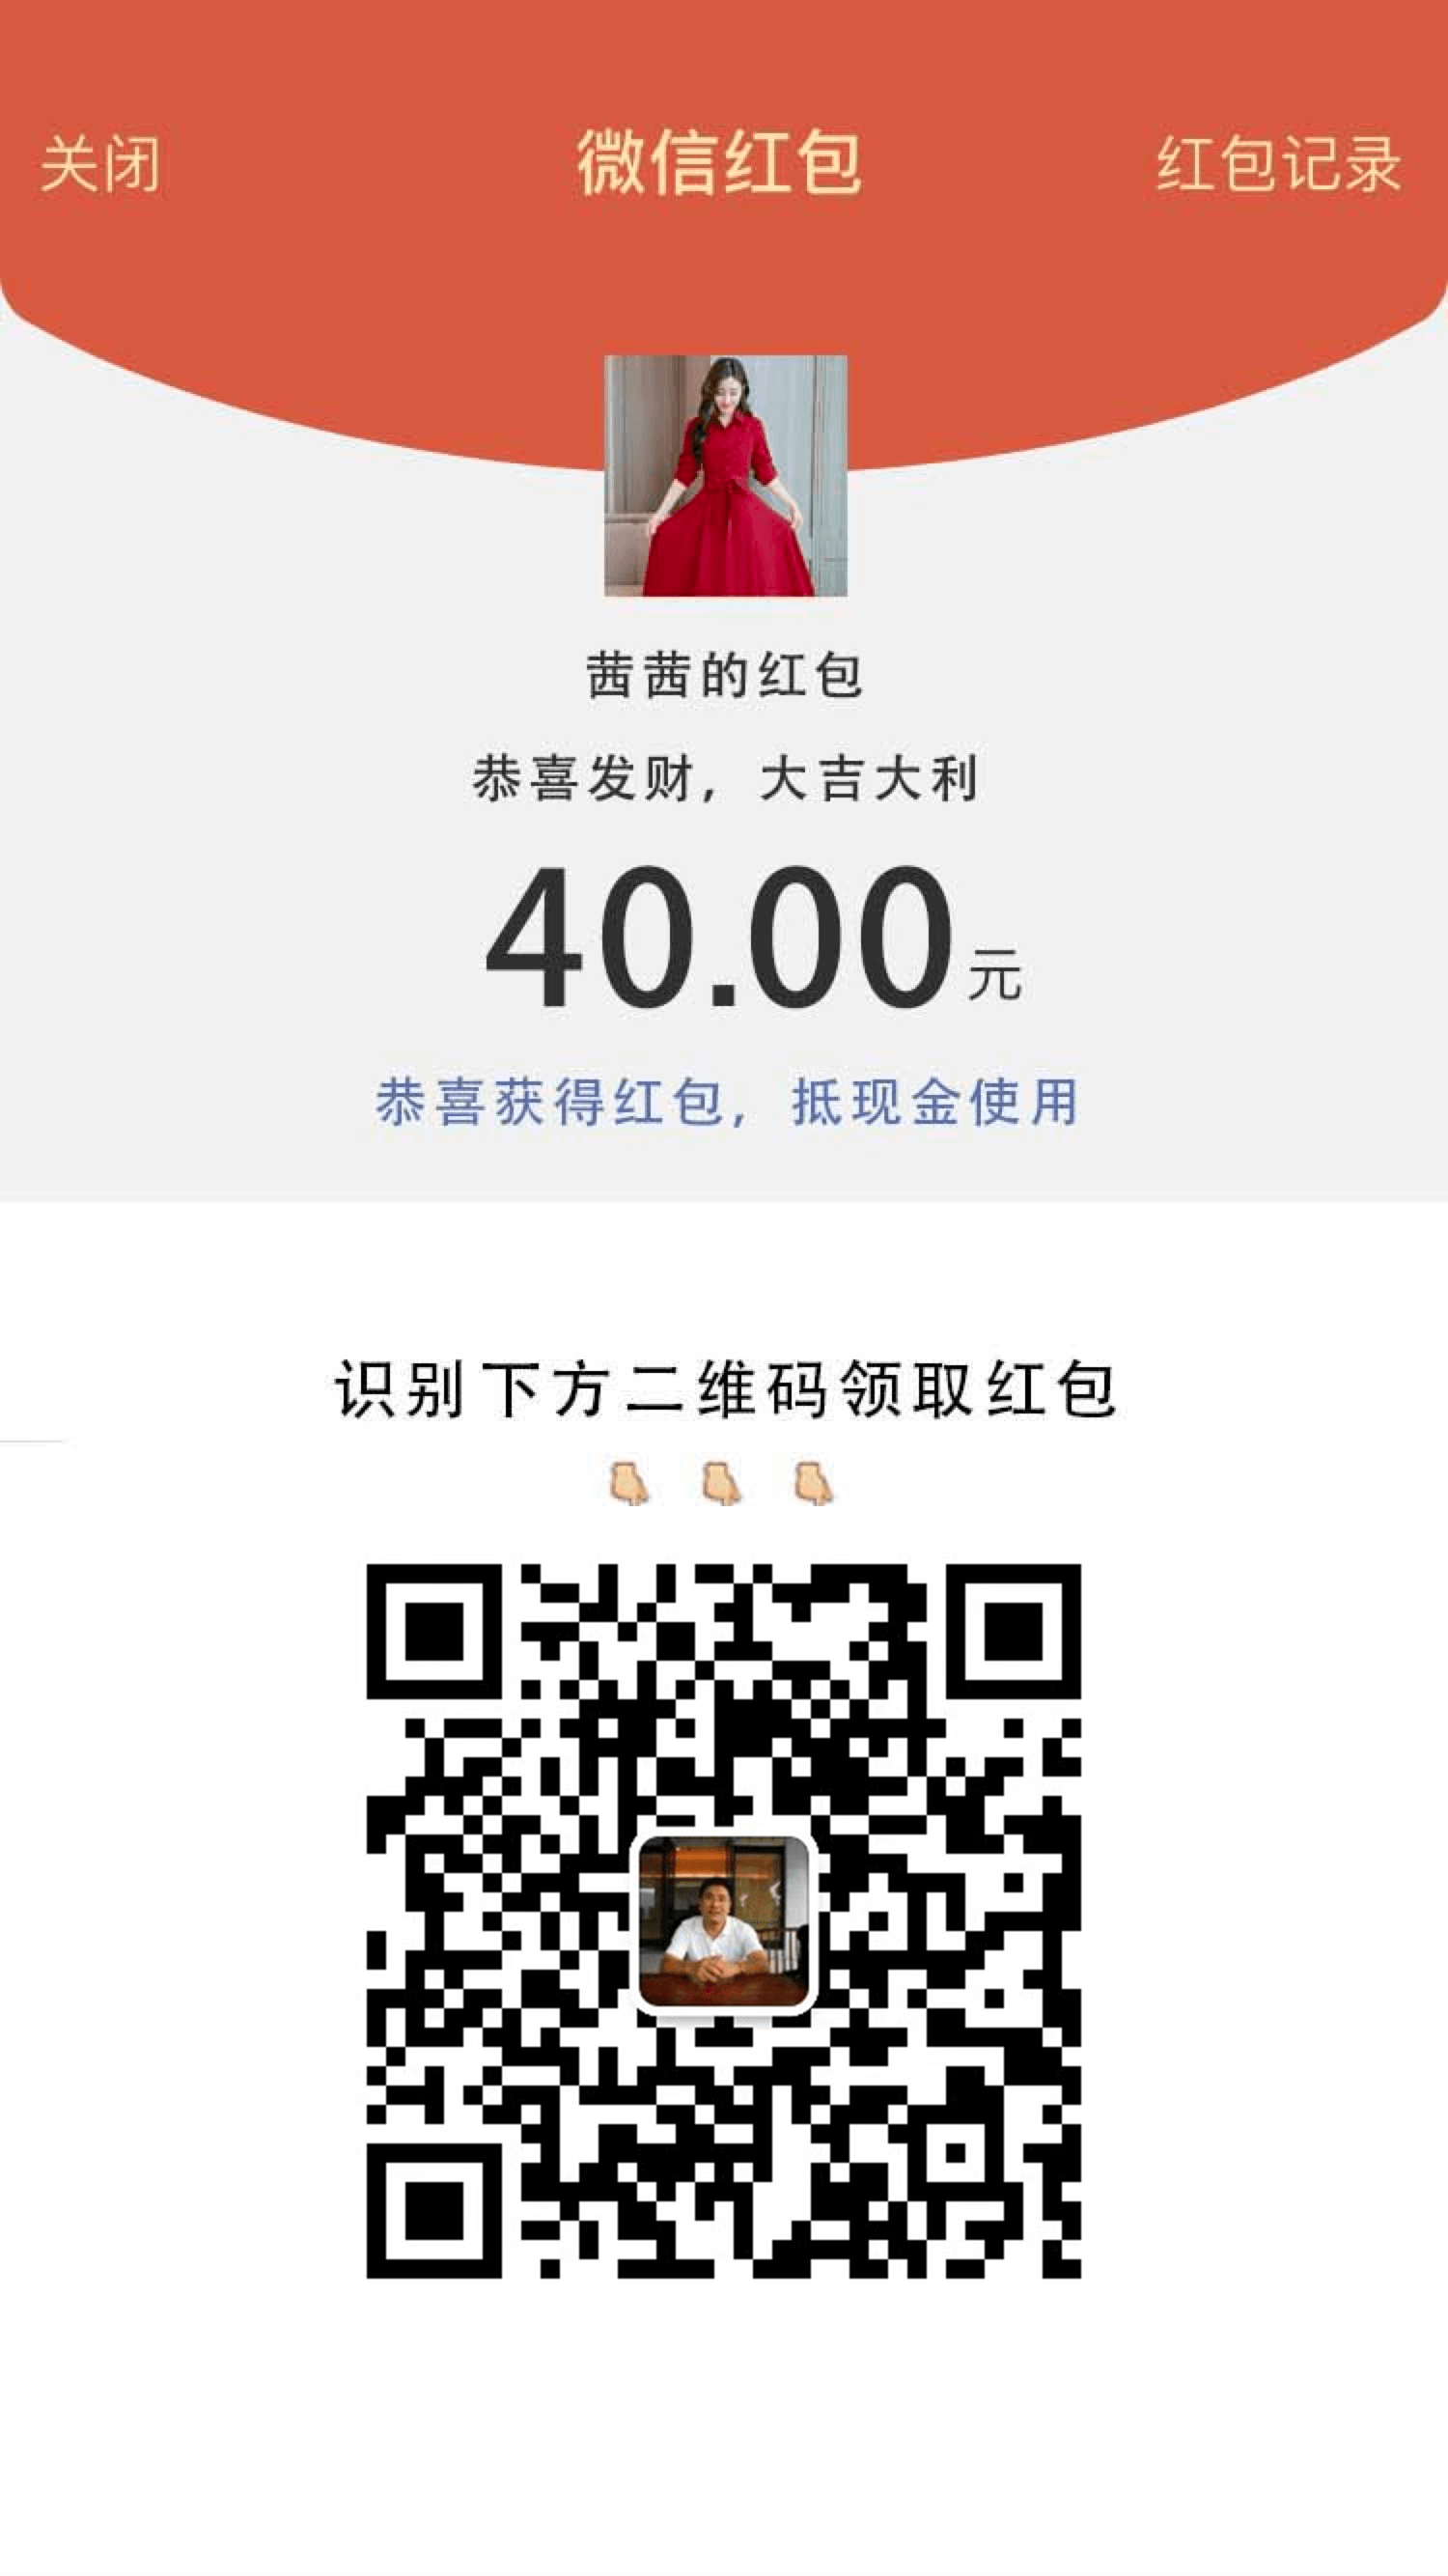 关闭
微信红包
红包记录
茜茜的红包
恭喜发财，大吉大利
40.00元
恭喜获得红包，抵现金使用
识别下方二维码领取红包